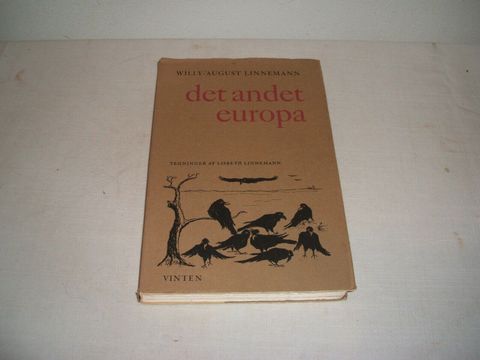 WILLY-AUGUST LINNEMANN
det andet
europa
TEGNINGER AF LISBETH LINNEMANN
VINTEN